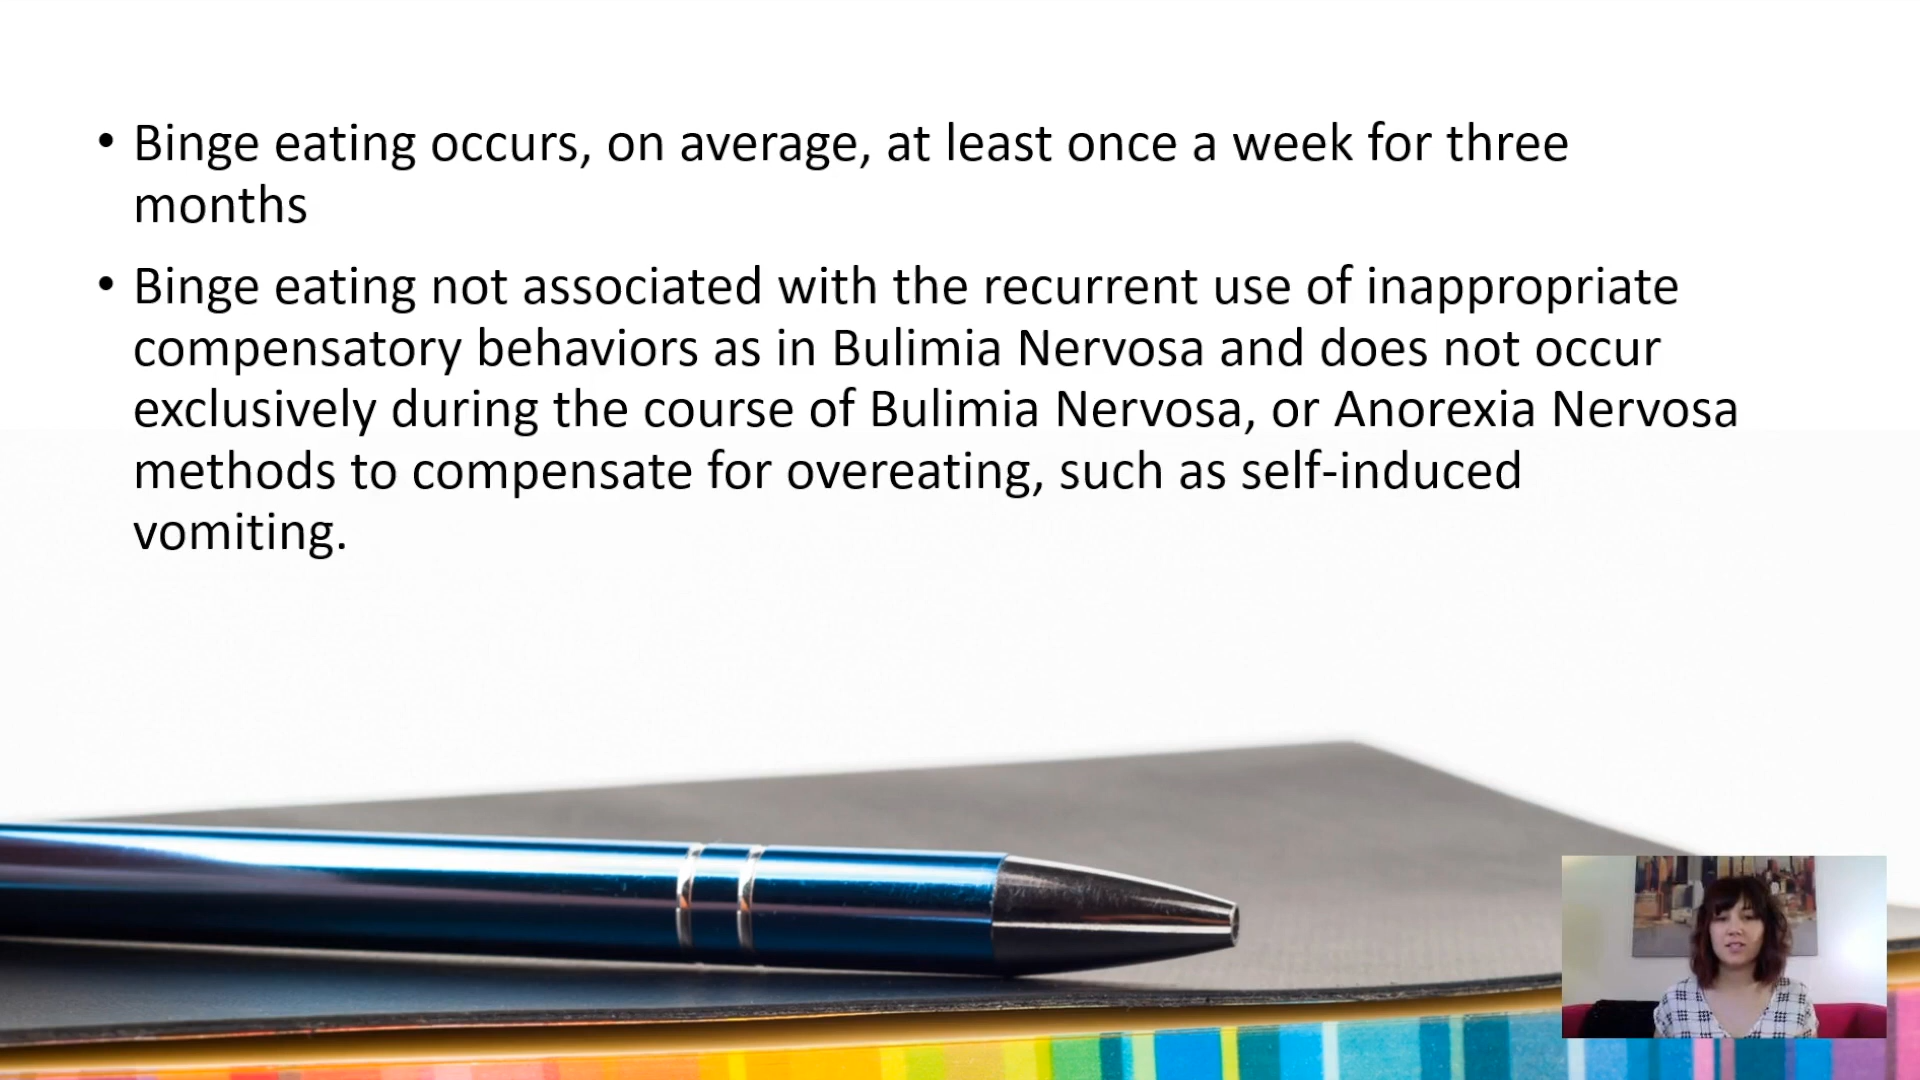 • Binge eating occurs, on average, at least once a week for three
months
• Binge eating not associated with the recurrent use of inappropriate
compensatory behaviors as in Bulimia Nervosa and does not occur
exclusively during the course of Bulimia Nervosa, or Anorexia Nervosa
methods to compensate for overeating, such as self-induced
vomiting.